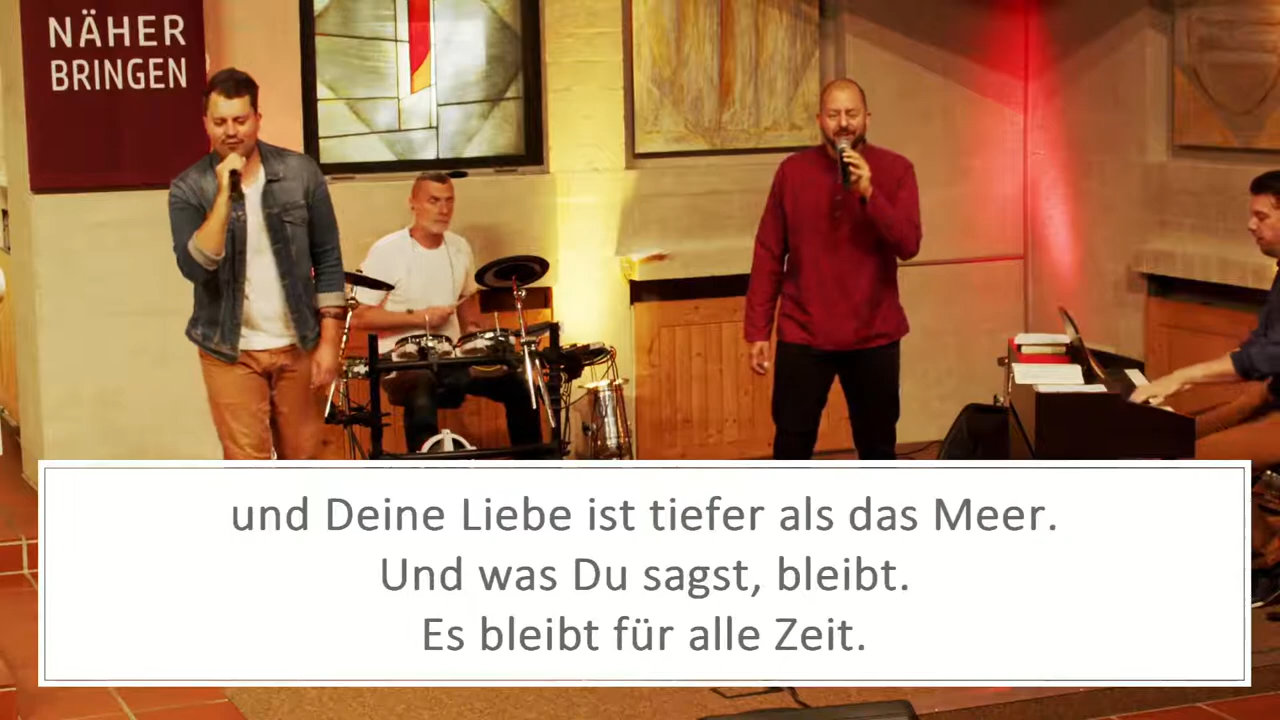 NÄHER
BRINGEN
und Deine Liebe ist tiefer als das Meer.
Und was Du sagst, bleibt.
Es bleibt für alle Zeit.